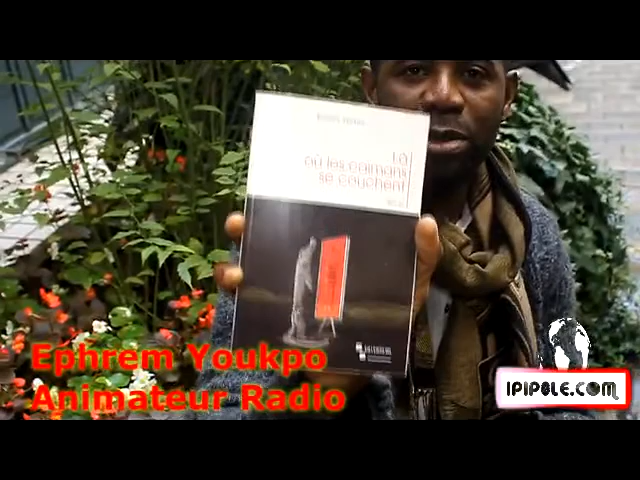 Là
où les caïmans
se couchent
Ephrem Youkpo
Animateur Radio
IPIPOLE.COM